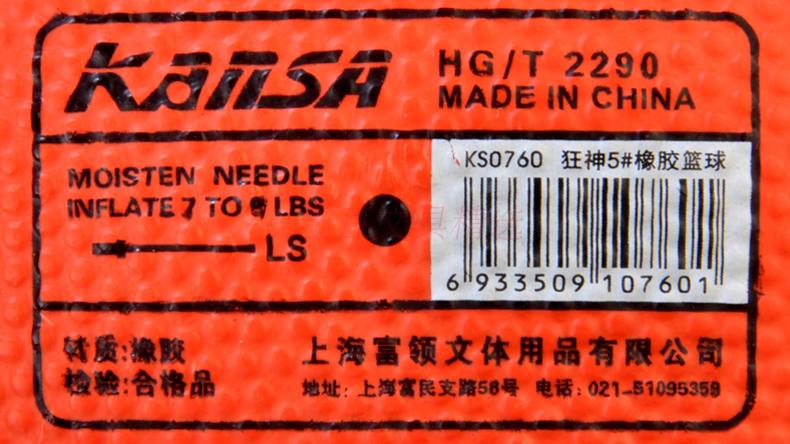 KANSA
HG/T 2290
MADE IN CHINA
MOISTEN NEEDLE
INFLATE 7 TO LBS
LS
KS0760 狂神5#橡胶篮球
6 933509 107601
材质:橡胶
检验:合格品
上海富领文体用品有限公司
地址: 上海富民支路56号 电话: 021-51095359